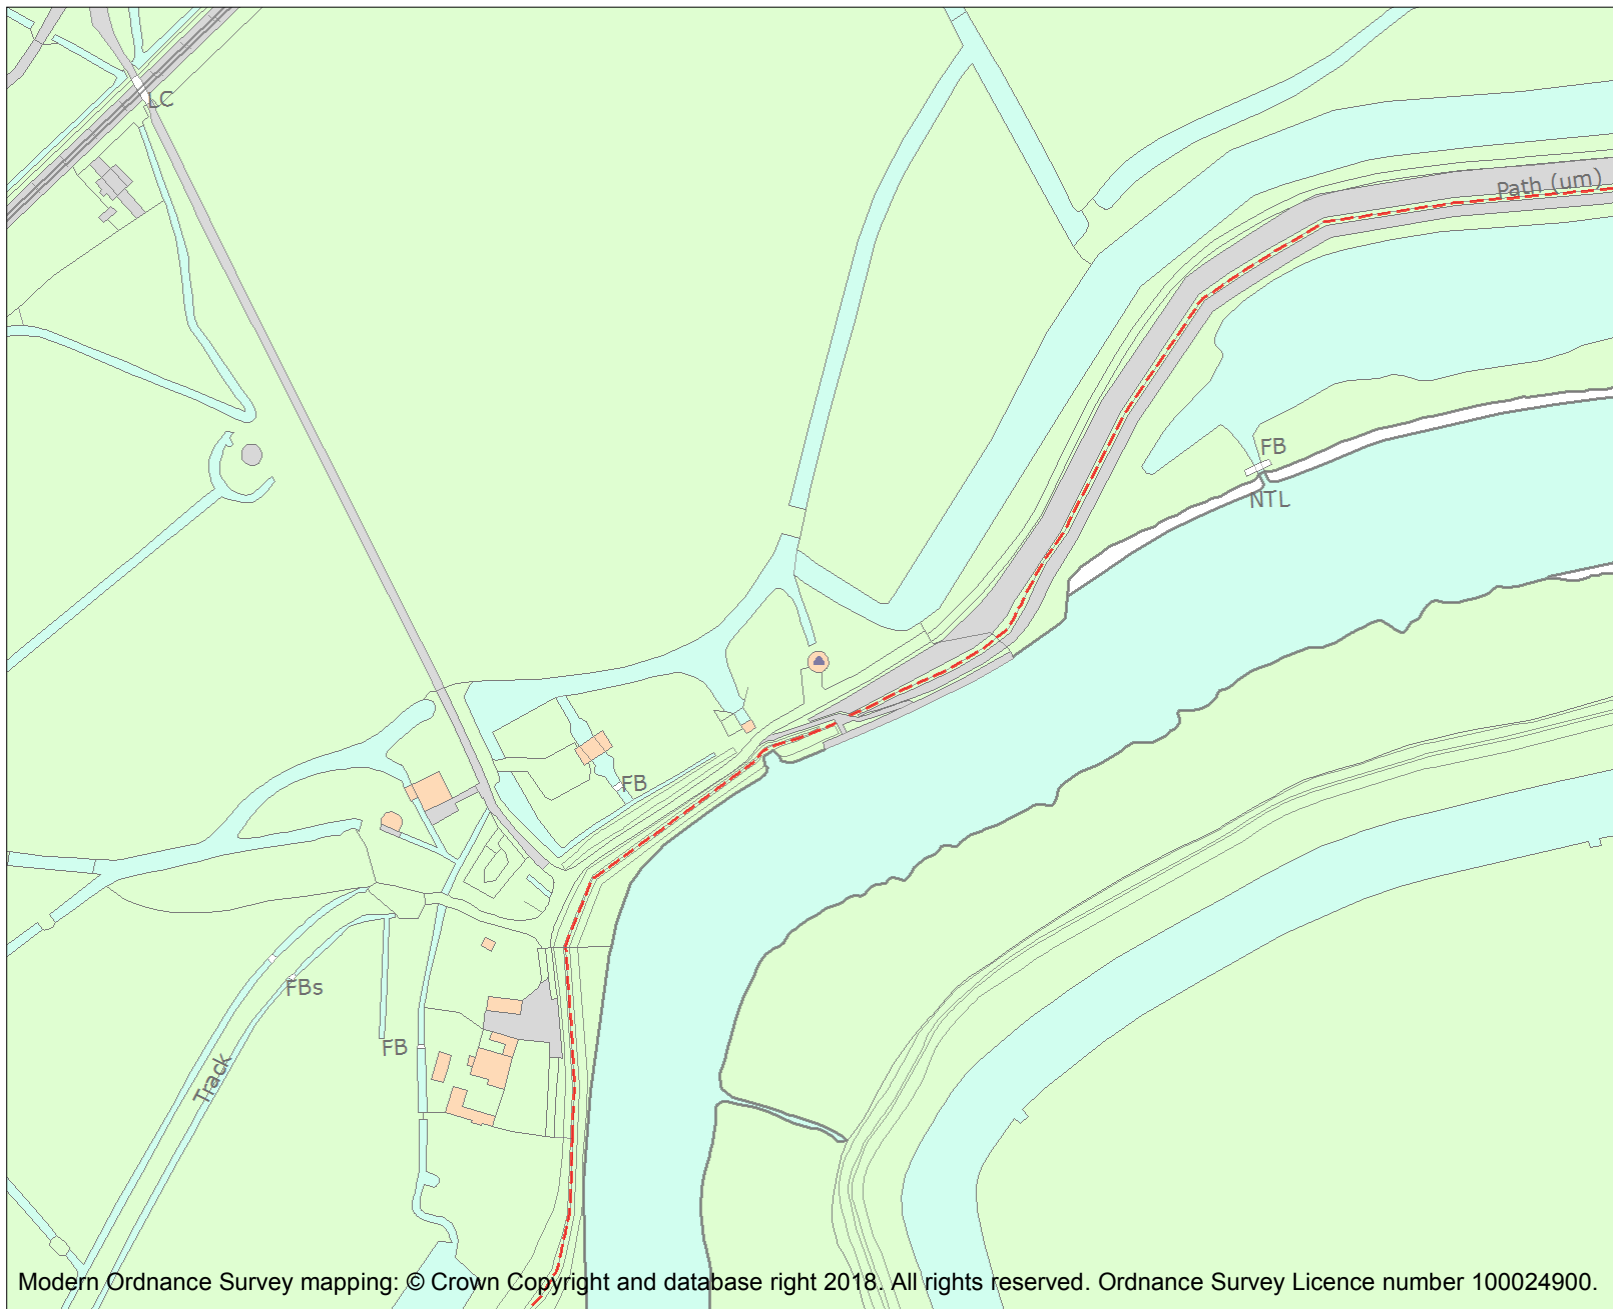 LC
Path (um)
FB
NTL
FB
FBs
FB
Track
Modern Ordnance Survey mapping: © Crown Copyright and database right 2018. All rights reserved. Ordnance Survey Licence number 100024900.